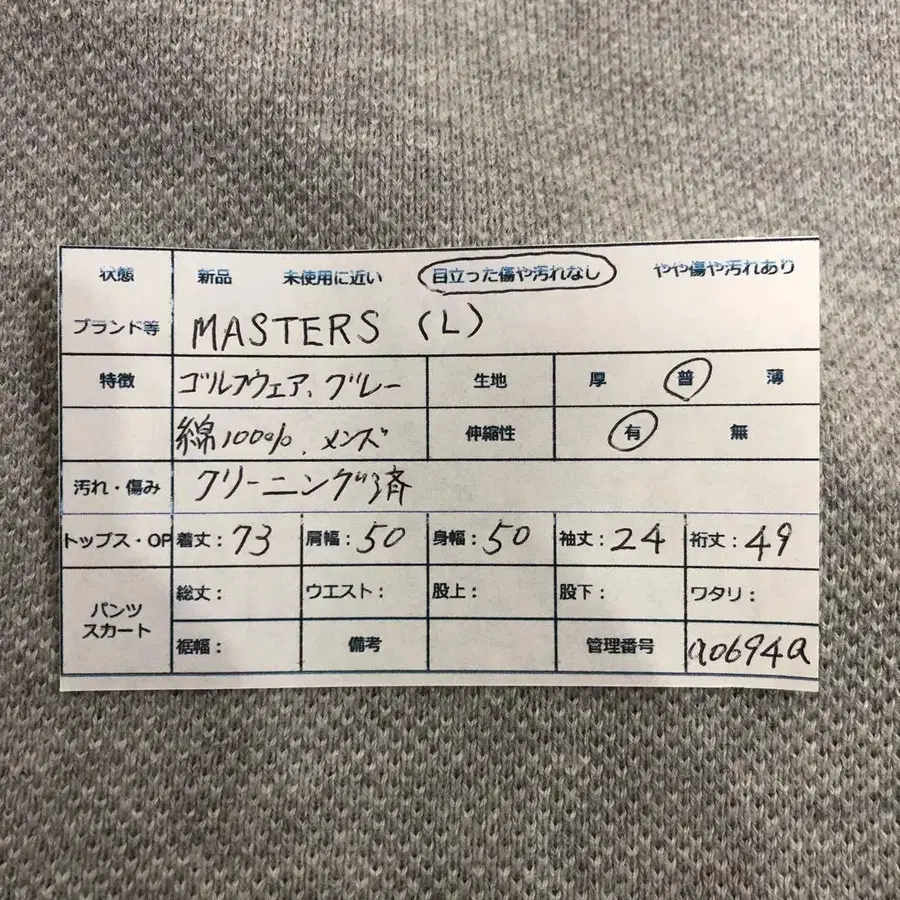 状態 新品 未使用に近い 目立った傷や汚れなし やや傷や汚れあり
ブランド等 MASTERS (L)
特徴 ゴルフウェア、グレー 生地 厚 普 薄
綿100%、メンズ 伸縮性 有 無
汚れ・傷み クリーニング済
トップス・OP 着丈：73 肩幅：50 身幅：50 袖丈：24 裄丈：49
パンツ スカート 総丈： ウエスト： 股上： 股下： ワタリ：
裾幅： 備考 管理番号 a0694a